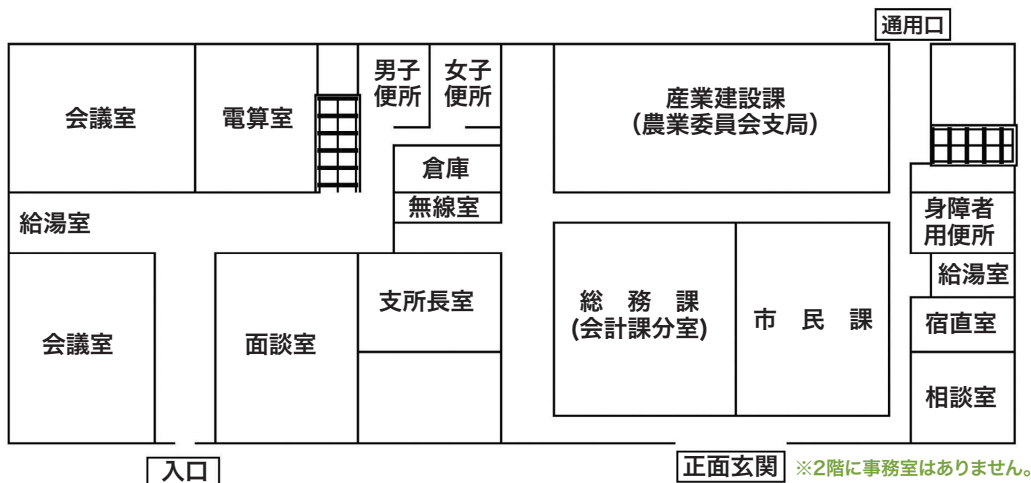 通用口
会議室
電算室
男子
便所
女子
便所
産業建設課
（農業委員会支局）
倉庫
無線室
給湯室
身障者
用便所
給湯室
会議室
面談室
支所長室
総　務　課
(会計課分室)
市　民　課
宿直室
相談室
入口
正面玄関
※2階に事務室はありません。